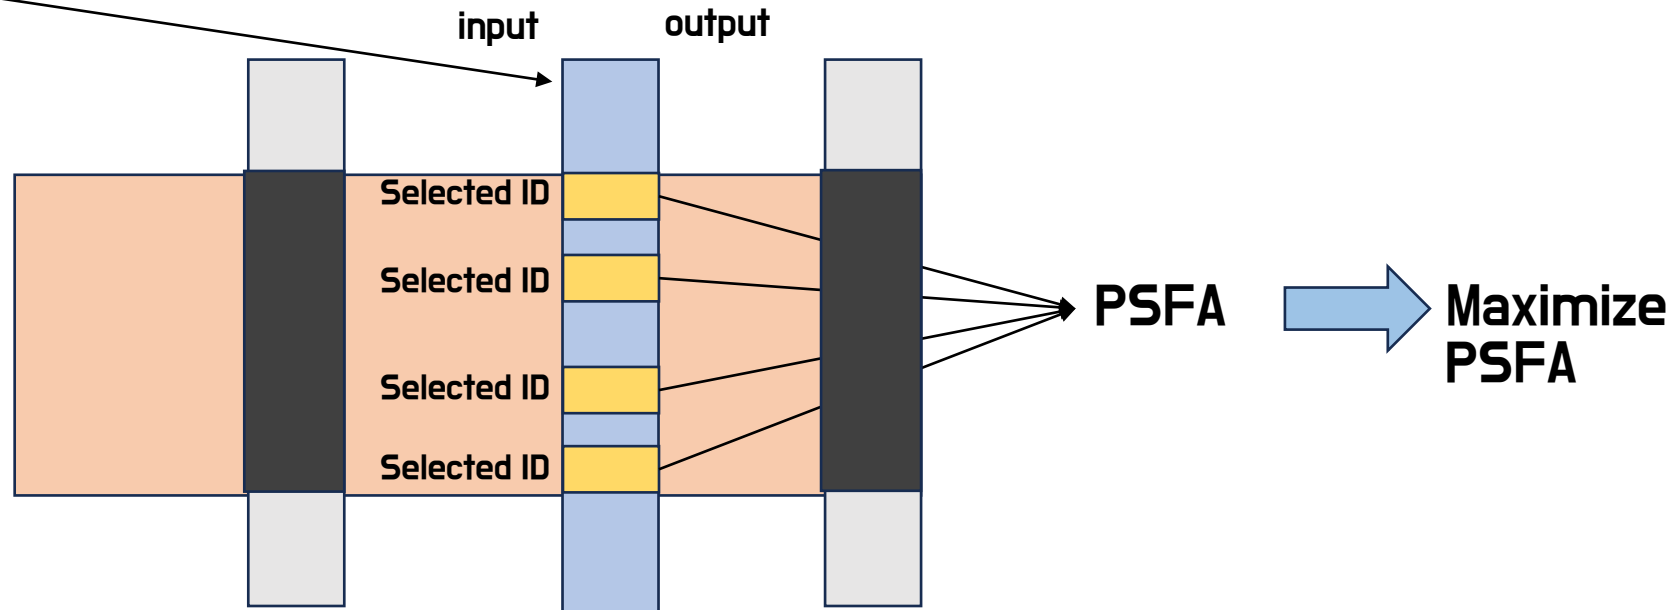 input
output
Selected ID
Selected ID
Selected ID
Selected ID
PSFA
Maximize
PSFA